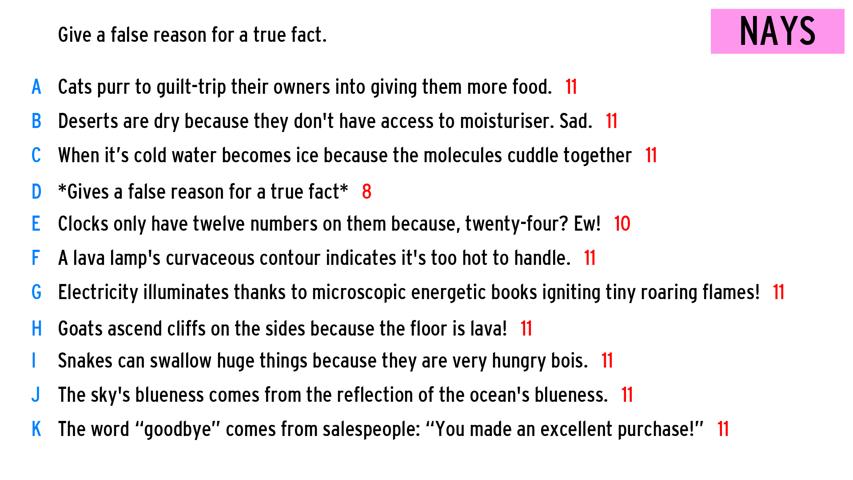 Give a false reason for a true fact.
NAYS
A Cats purr to guilt-trip their owners into giving them more food. 11
B Deserts are dry because they don't have access to moisturiser. Sad. 11
C When it’s cold water becomes ice because the molecules cuddle together 11
D *Gives a false reason for a true fact* 8
E Clocks only have twelve numbers on them because, twenty-four? Ew! 10
F A lava lamp's curvaceous contour indicates it's too hot to handle. 11
G Electricity illuminates thanks to microscopic energetic books igniting tiny roaring flames! 11
H Goats ascend cliffs on the sides because the floor is lava! 11
I Snakes can swallow huge things because they are very hungry bois. 11
J The sky's blueness comes from the reflection of the ocean's blueness. 11
K The word “goodbye” comes from salespeople: “You made an excellent purchase!” 11